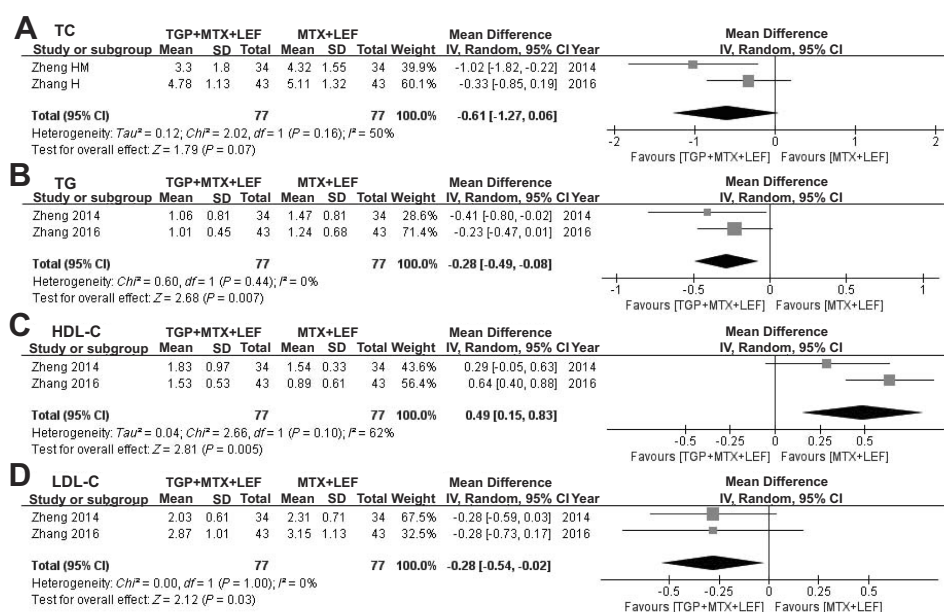 A TC TGP+MTX+LEF MTX+LEF Mean Difference Mean Difference
Study or subgroup Mean SD Total Mean SD Total Weight IV, Random, 95% CI Year IV, Random, 95% CI
Zheng HM 3.3 1.8 34 4.32 1.55 34 39.9% -1.02 [-1.82, -0.22] 2014
Zhang H 4.78 1.13 43 5.11 1.32 43 60.1% -0.33 [-0.85, 0.19] 2016
Total (95% CI) 77 77 100.0% -0.61 [-1.27, 0.06]
Heterogeneity: Tau² = 0.12; Chi² = 2.02, df = 1 (P = 0.16); I² = 50%
Test for overall effect: Z = 1.79 (P = 0.07)
-2 -1 0 1 2
Favours [TGP+MTX+LEF] Favours [MTX+LEF]
B TG TGP+MTX+LEF MTX+LEF Mean Difference Mean Difference
Study or subgroup Mean SD Total Mean SD Total Weight IV, Random, 95% CI Year IV, Random, 95% CI
Zheng 2014 1.06 0.81 34 1.47 0.81 34 28.6% -0.41 [-0.80, -0.02] 2014
Zhang 2016 1.01 0.45 43 1.24 0.68 43 71.4% -0.23 [-0.47, 0.01] 2016
Total (95% CI) 77 77 100.0% -0.28 [-0.49, -0.08]
Heterogeneity: Chi² = 0.60, df = 1 (P = 0.44); I² = 0%
Test for overall effect: Z = 2.68 (P = 0.007)
-1 -0.5 0 0.5 1
Favours [TGP+MTX+LEF] Favours [MTX+LEF]
C HDL-C TGP+MTX+LEF MTX+LEF Mean Difference Mean Difference
Study or subgroup Mean SD Total Mean SD Total Weight IV, Random, 95% CI Year IV, Random, 95% CI
Zheng 2014 1.83 0.97 34 1.54 0.33 34 43.6% 0.29 [-0.05, 0.63] 2014
Zhang 2016 1.53 0.53 43 0.89 0.61 43 56.4% 0.64 [0.40, 0.88] 2016
Total (95% CI) 77 77 100.0% 0.49 [0.15, 0.83]
Heterogeneity: Tau² = 0.04; Chi² = 2.66, df = 1 (P = 0.10); I² = 62%
Test for overall effect: Z = 2.81 (P = 0.005)
-0.5 -0.25 0 0.25 0.5
Favours [TGP+MTX+LEF] Favours [MTX+LEF]
D LDL-C TGP+MTX+LEF MTX+LEF Mean Difference Mean Difference
Study or subgroup Mean SD Total Mean SD Total Weight IV, Random, 95% CI Year IV, Random, 95% CI
Zheng 2014 2.03 0.61 34 2.31 0.71 34 67.5% -0.28 [-0.59, 0.03] 2014
Zhang 2016 2.87 1.01 43 3.15 1.13 43 32.5% -0.28 [-0.73, 0.17] 2016
Total (95% CI) 77 77 100.0% -0.28 [-0.54, -0.02]
Heterogeneity: Chi² = 0.00, df = 1 (P = 1.00); I² = 0%
Test for overall effect: Z = 2.12 (P = 0.03)
-0.5 -0.25 0 0.25 0.5
Favours [TGP+MTX+LEF] Favours [MTX+LEF]